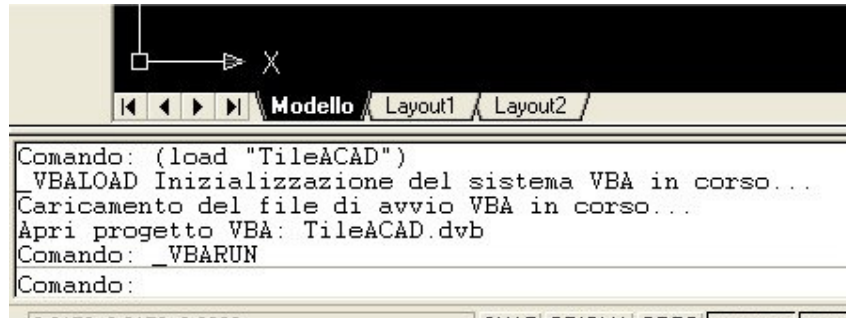 X
Modello Layout1 Layout2
Comando: (load "TileACAD")
_VBALOAD Inizializzazione del sistema VBA in corso...
Caricamento del file di avvio VBA in corso...
Apri progetto VBA: TileACAD.dvb
Comando: _VBARUN
Comando: